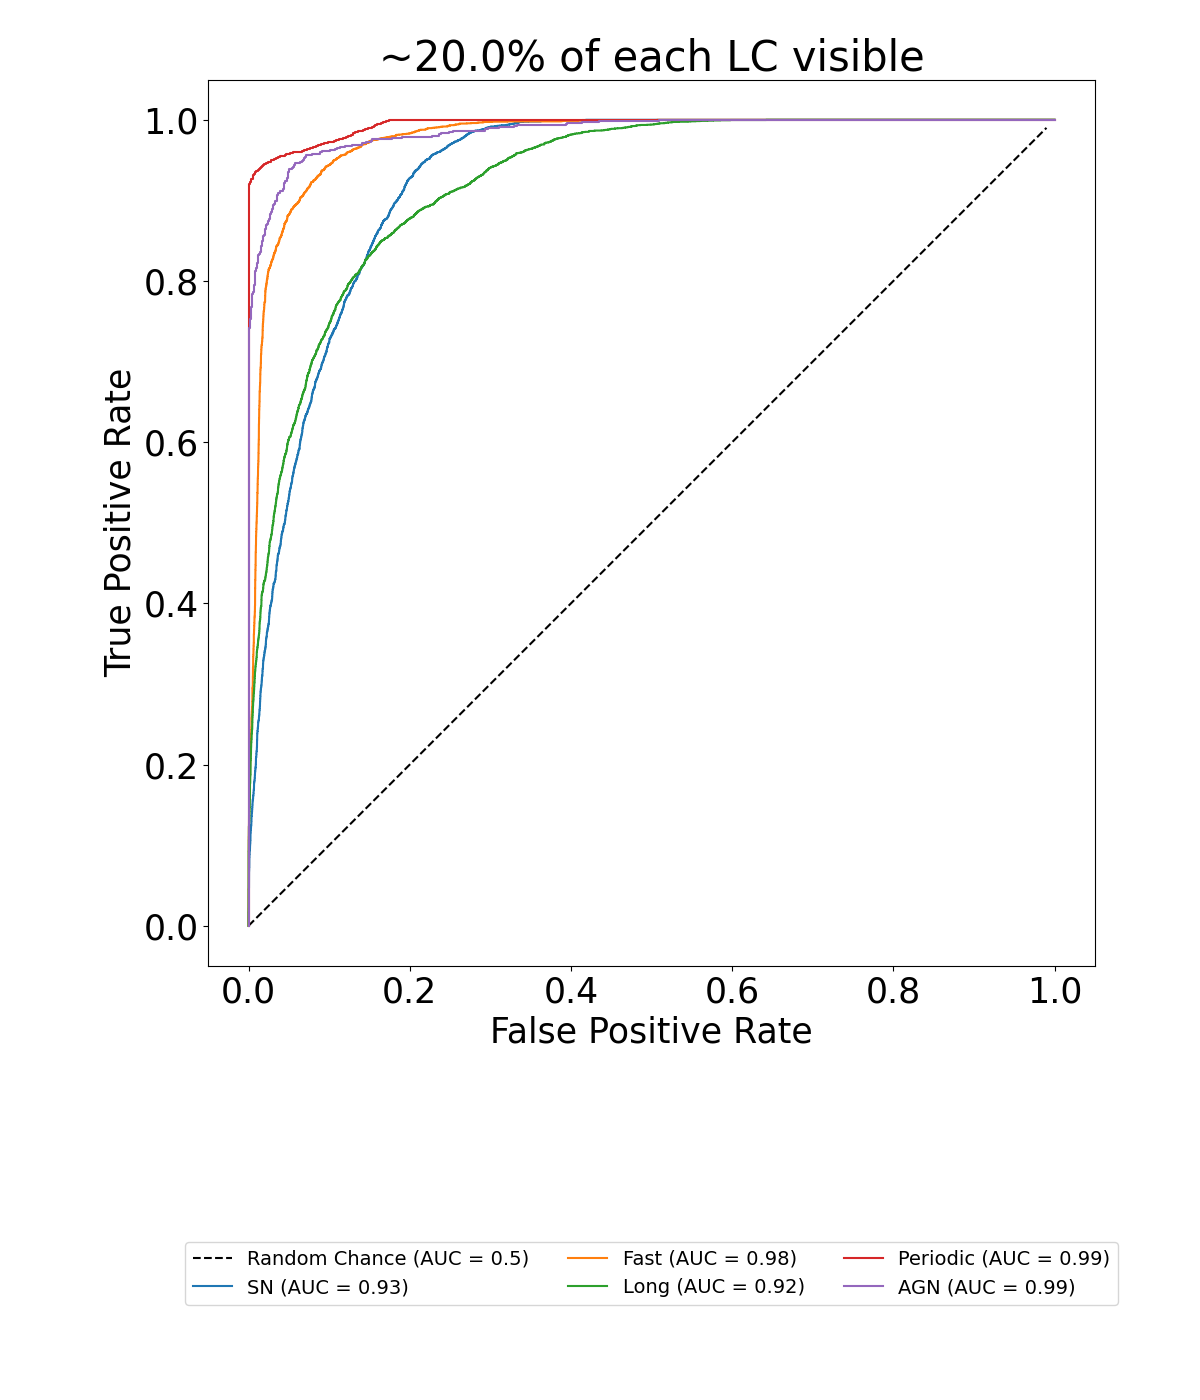 ~20.0% of each LC visible
1.0
0.8
0.6
0.4
0.2
0.0
True Positive Rate
0.0 0.2 0.4 0.6 0.8 1.0
False Positive Rate
Random Chance (AUC = 0.5) Fast (AUC = 0.98) Periodic (AUC = 0.99)
SN (AUC = 0.93) Long (AUC = 0.92) AGN (AUC = 0.99)